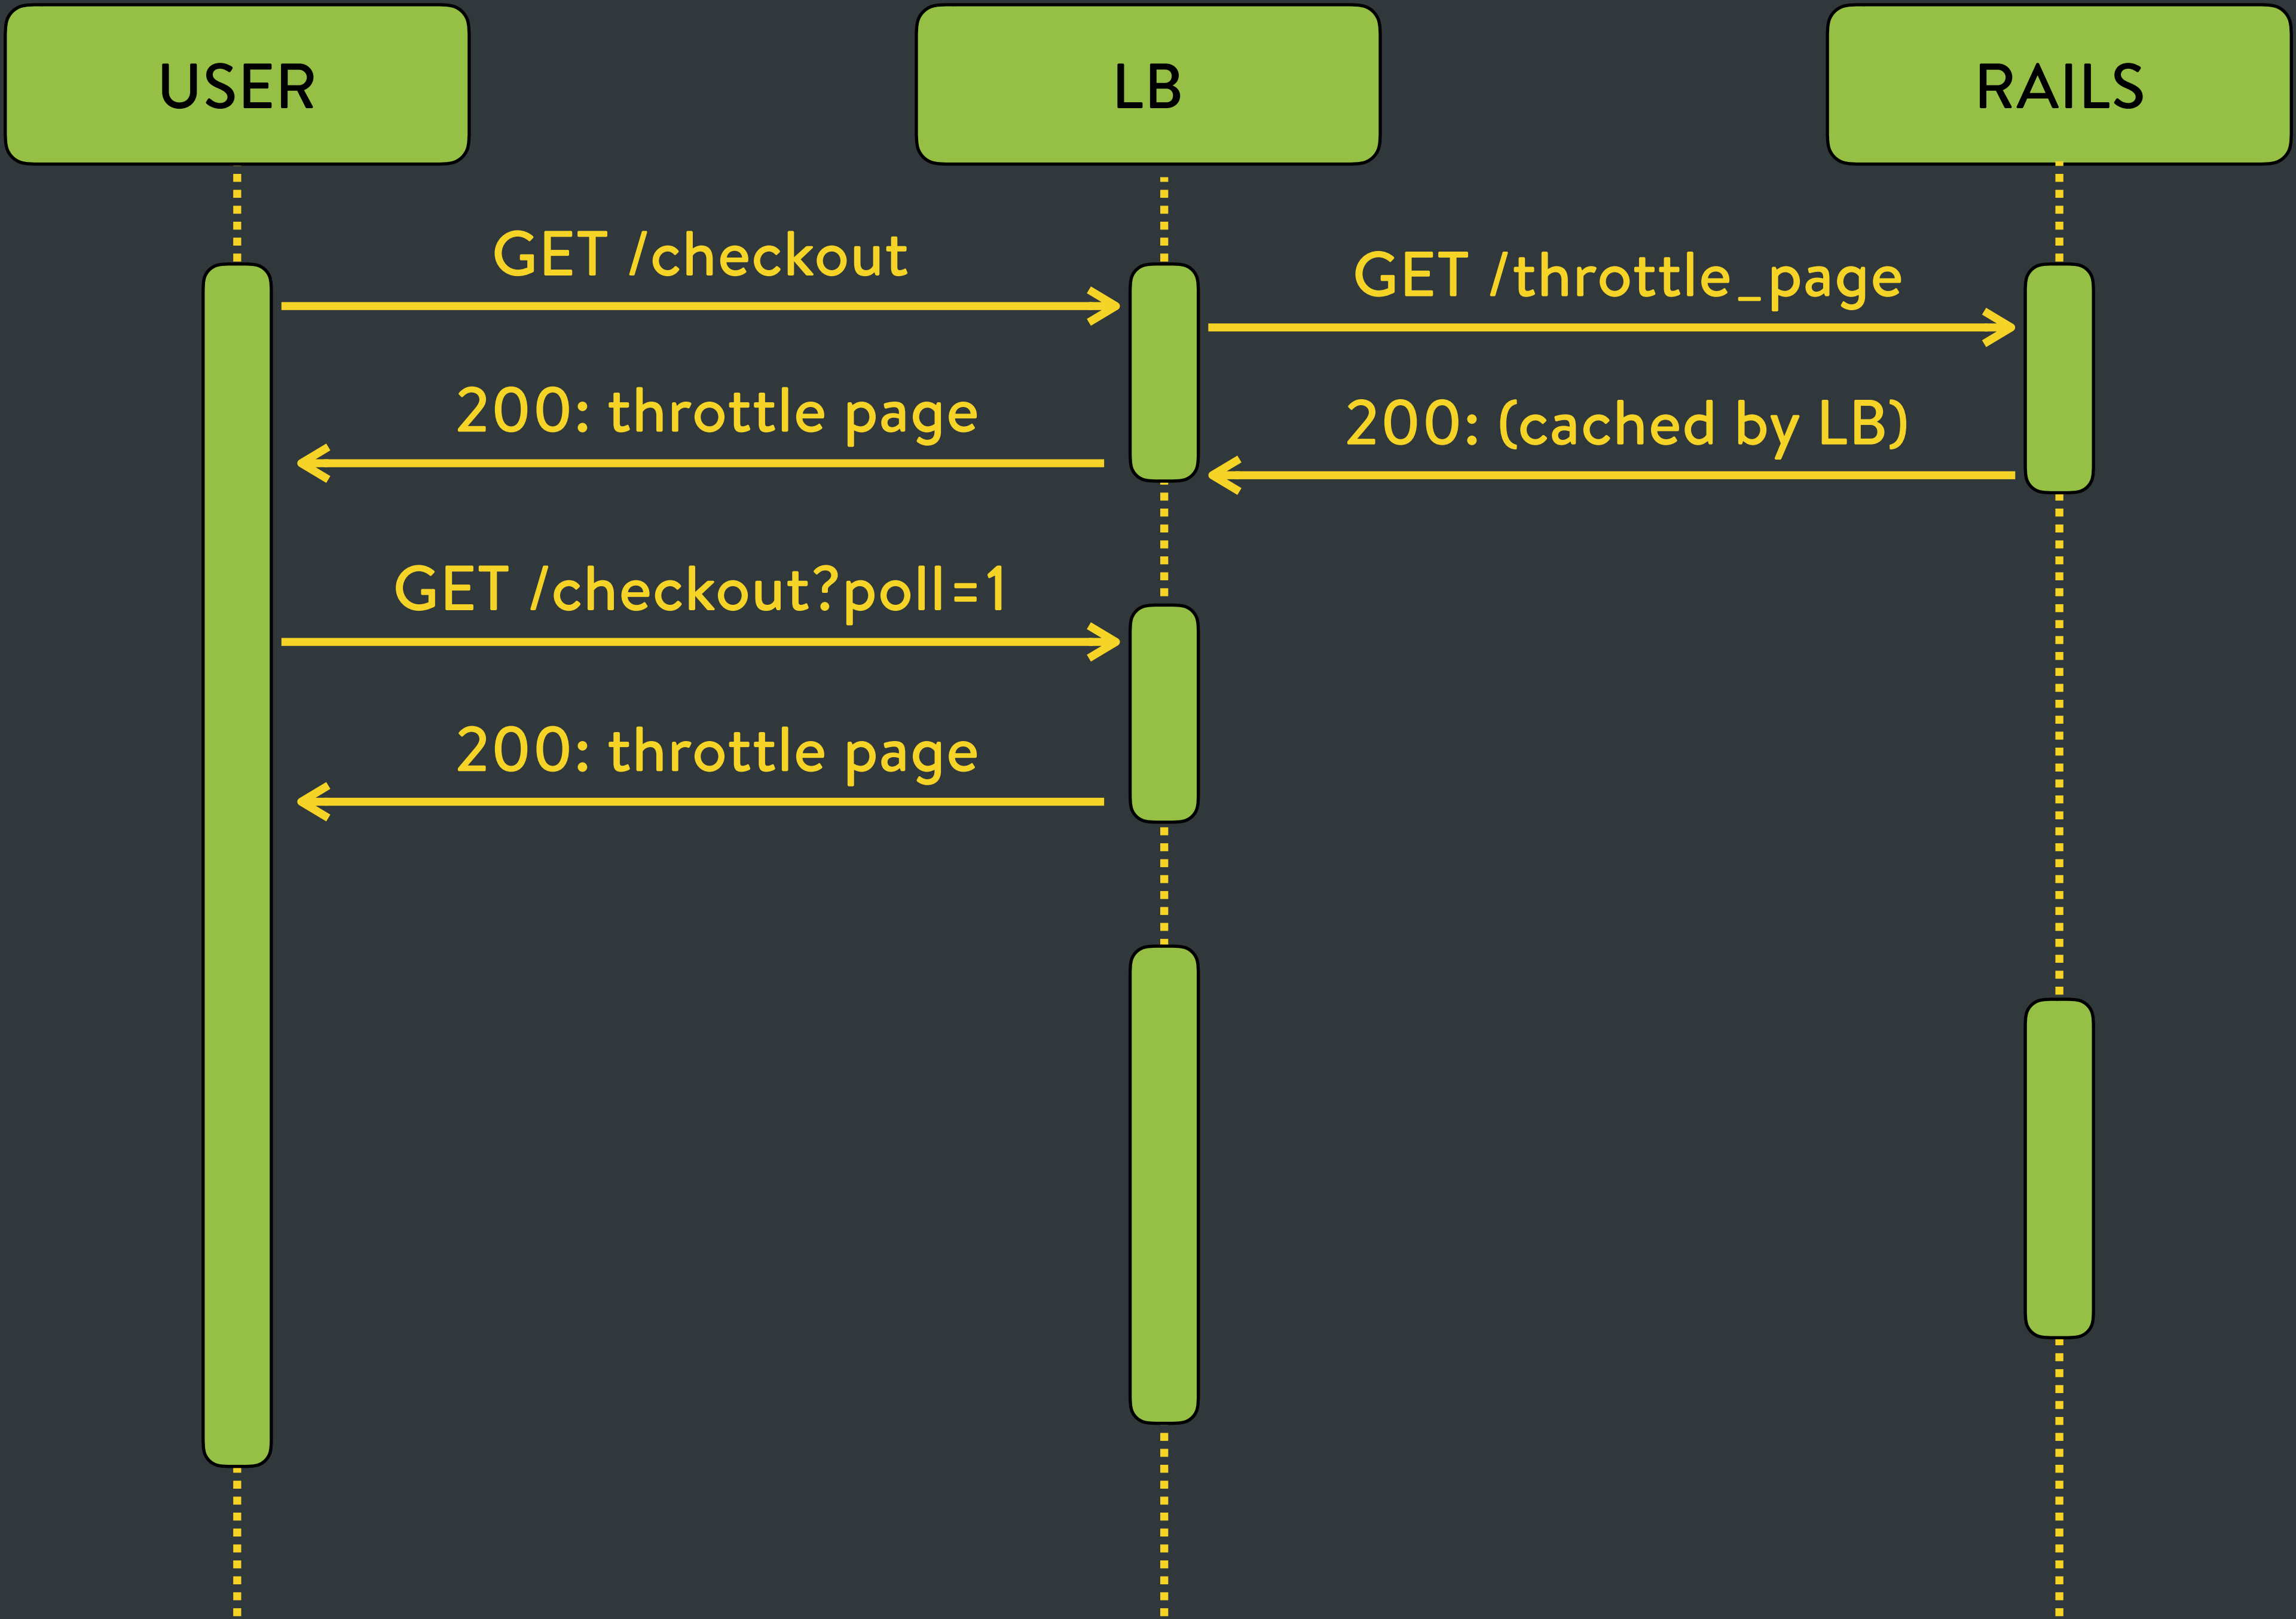 USER
LB
RAILS
GET /checkout
GET /throttle_page
200: throttle page
200: (cached by LB)
GET /checkout?poll=1
200: throttle page